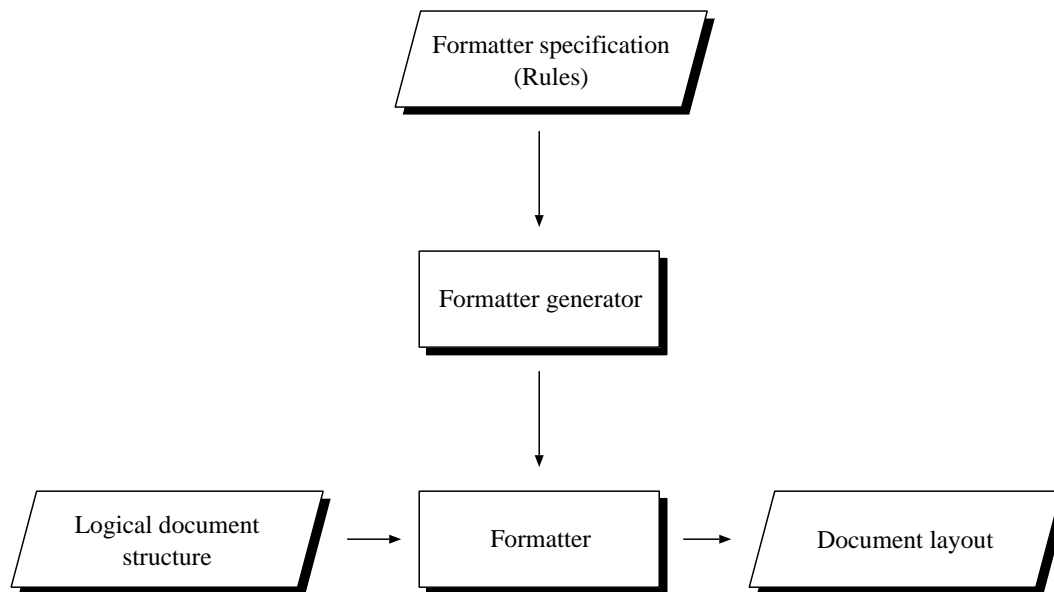 Formatter specification
(Rules)
Formatter generator
Logical document
structure
Formatter
Document layout